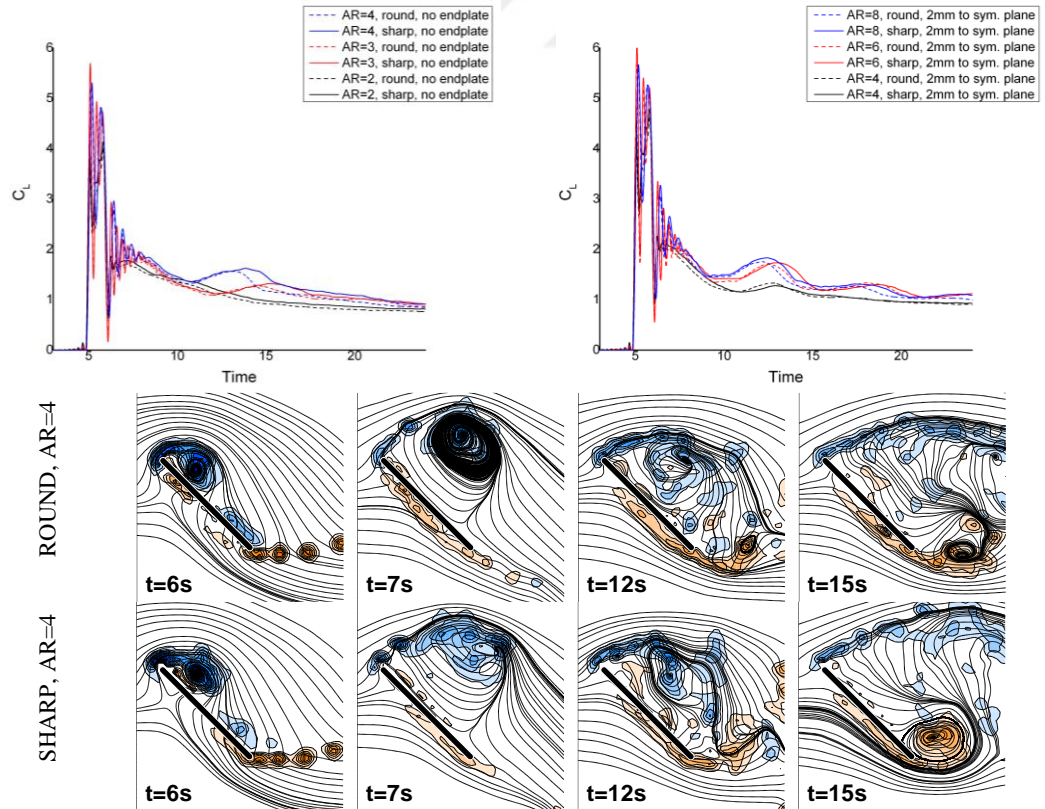 AR=4, round, no endplate
AR=4, sharp, no endplate
AR=3, round, no endplate
AR=3, sharp, no endplate
AR=2, round, no endplate
AR=2, sharp, no endplate
6
5
4
3
2
1
0
C_L
5
10
15
20
Time
AR=8, round, 2mm to sym. plane
AR=8, sharp, 2mm to sym. plane
AR=6, round, 2mm to sym. plane
AR=6, sharp, 2mm to sym. plane
AR=4, round, 2mm to sym. plane
AR=4, sharp, 2mm to sym. plane
6
5
4
3
2
1
0
C_L
5
10
15
20
Time
ROUND, AR=4
t=6s
t=7s
t=12s
t=15s
SHARP, AR=4
t=6s
t=7s
t=12s
t=15s